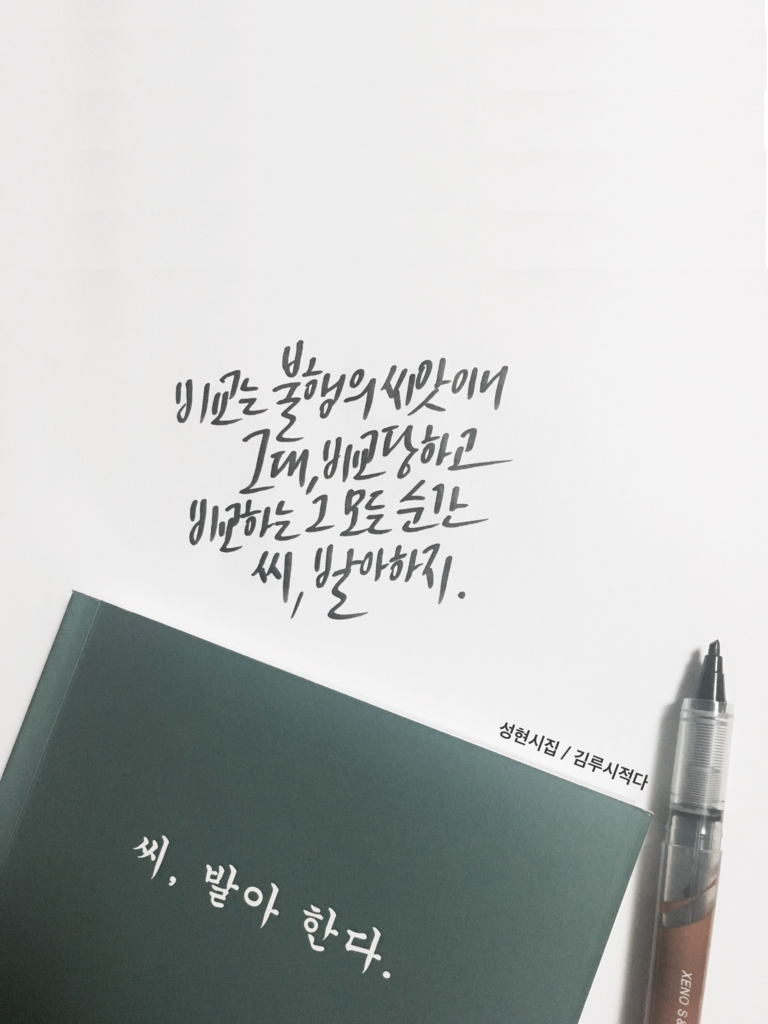 비교는 불행의 씨앗이니
그대, 비교당하고
비교하는 그 모든 순간
씨, 발아하지.
성현시집 / 김루시적다
씨, 발아 한다.
XENO S &